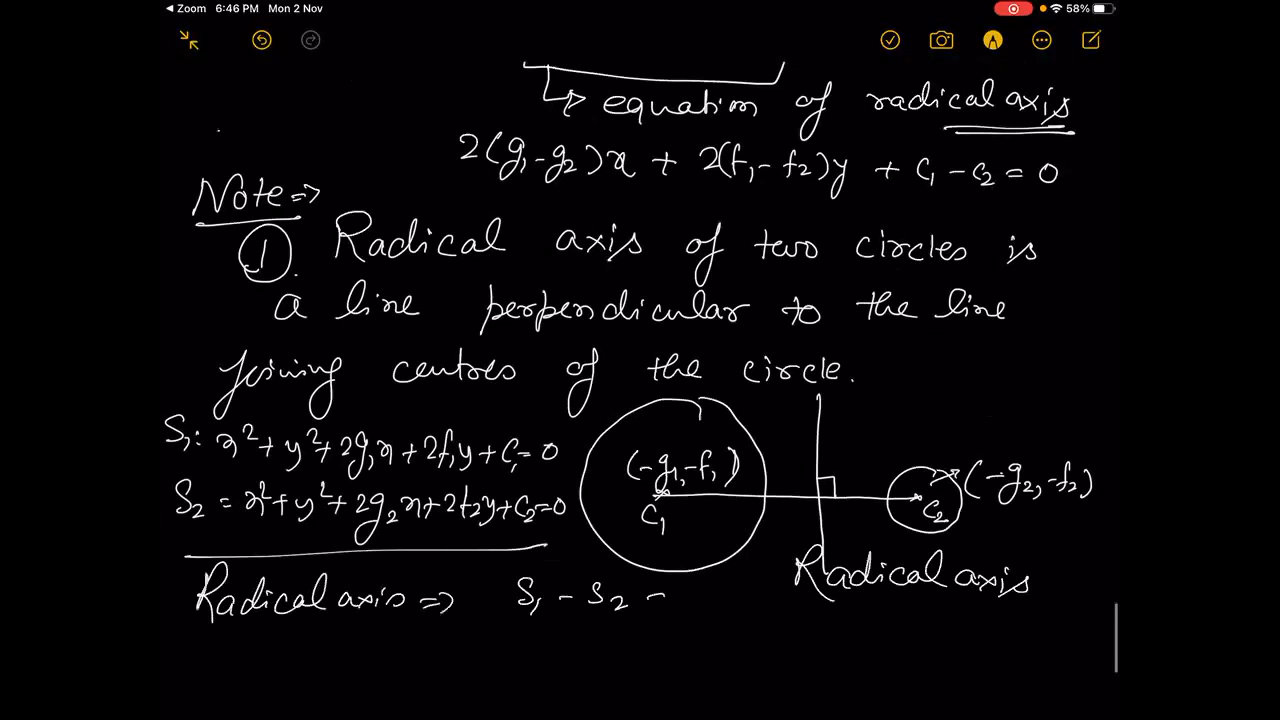 Zoom 6:46 PM Mon 2 Nov 58%
equation of radical axis
2(g₁-g₂)x + 2(f₁-f₂)y + c₁-c₂=0
Note⇒
① Radical axis of two circles is
a line perpendicular to the line
joining centres of the circle.
S₁: x²+y²+2g₁x+2f₁y+c₁=0
(-g₁,-f₁)
C₁
S₂ = x²+y²+2g₂x+2f₂y+c₂=0
C₂
(-g₂,-f₂)
Radical axis
Radical axis ⇒ S₁ - S₂ -